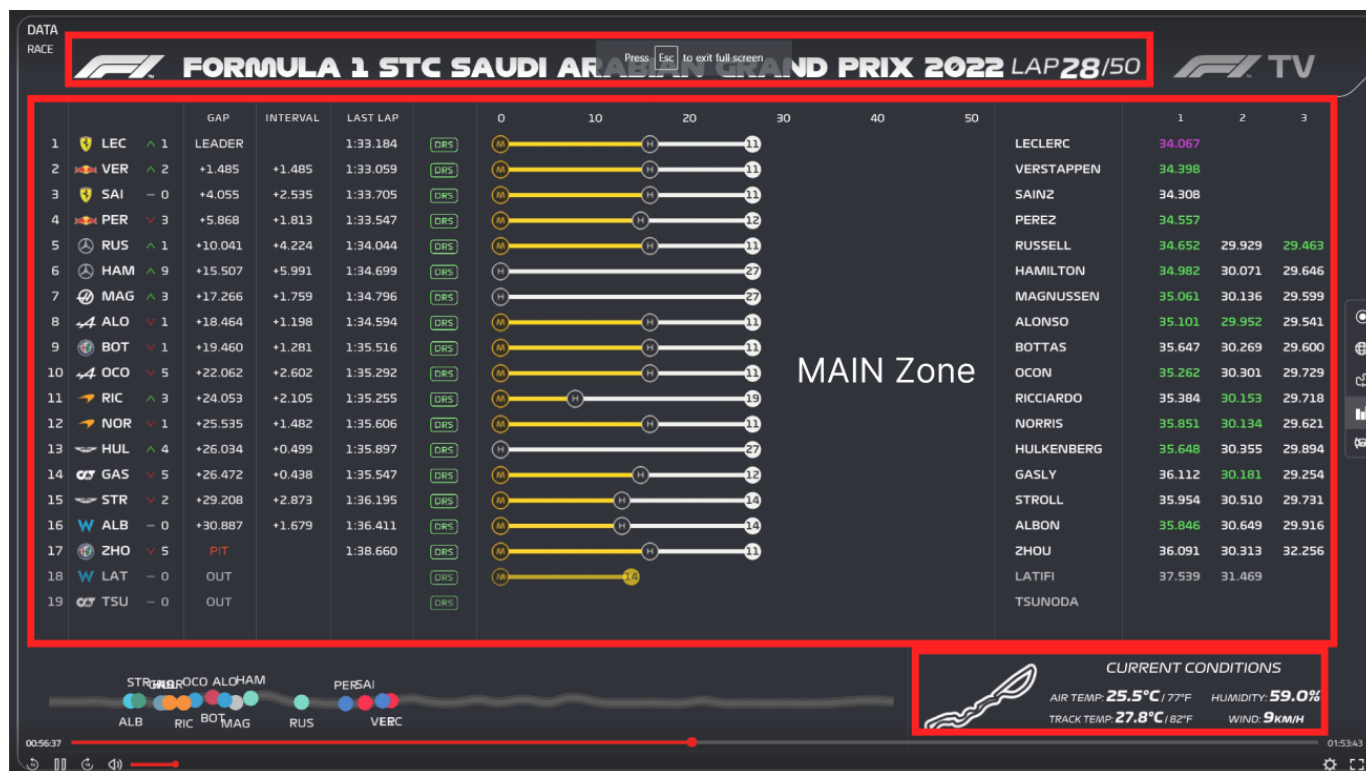 DATA
RACE
Press Esc to exit full screen
F1 FORMULA 1 STC SAUDI ARABIAN GRAND PRIX 2022 LAP 28/50
F1 TV
GAP INTERVAL LAST LAP 0 10 20 30 40 50 1 2 3
1 LEC 1 LEADER 1:33.184 DRS M H 11 LECLERC 34.067
2 VER 2 +1.485 +1.485 1:33.059 DRS M H 11 VERSTAPPEN 34.398
3 SAI – 0 +4.055 +2.535 1:33.705 DRS M H 11 SAINZ 34.308
4 PER 3 +5.868 +1.813 1:33.547 DRS M H 12 PEREZ 34.557
5 RUS 1 +10.041 +4.224 1:34.044 DRS M H 11 RUSSELL 34.652 29.929 29.463
6 HAM 9 +15.507 +5.991 1:34.699 DRS H 27 HAMILTON 34.982 30.071 29.646
7 MAG 3 +17.266 +1.759 1:34.796 DRS H 27 MAGNUSSEN 35.061 30.136 29.599
8 ALO 1 +18.464 +1.198 1:34.594 DRS M H 11 ALONSO 35.101 29.952 29.541
9 BOT 1 +19.460 +1.281 1:35.516 DRS M H 11 BOTTAS 35.647 30.269 29.600
MAIN Zone
10 OCO 5 +22.062 +2.602 1:35.292 DRS M H 11 OCON 35.262 30.301 29.729
11 RIC 3 +24.053 +2.105 1:35.255 DRS M H 19 RICCIARDO 35.384 30.153 29.718
12 NOR 1 +25.535 +1.482 1:35.606 DRS M H 11 NORRIS 35.851 30.134 29.621
13 HUL 4 +26.034 +0.499 1:35.897 DRS H 27 HULKENBERG 35.648 30.355 29.894
14 GAS 5 +26.472 +0.438 1:35.547 DRS M H 12 GASLY 36.112 30.181 29.254
15 STR 2 +29.208 +2.873 1:36.195 DRS M H 14 STROLL 35.954 30.510 29.731
16 ALB – 0 +30.887 +1.679 1:36.411 DRS M H 14 ALBON 35.846 30.649 29.916
17 ZHO 5 PIT 1:38.660 DRS M H 11 ZHOU 36.091 30.313 32.256
18 LAT – 0 OUT DRS M 14 LATIFI 37.539 31.469
19 TSU – 0 OUT DRS TSUNODA
STR OCO ALO HAM PER SAI
ALB RIC BOT MAG RUS VER
CURRENT CONDITIONS
AIR TEMP: 25.5°C / 77°F HUMIDITY: 59.0%
TRACK TEMP: 27.8°C / 82°F WIND: 9KM/H
00:56:37 01:53:43